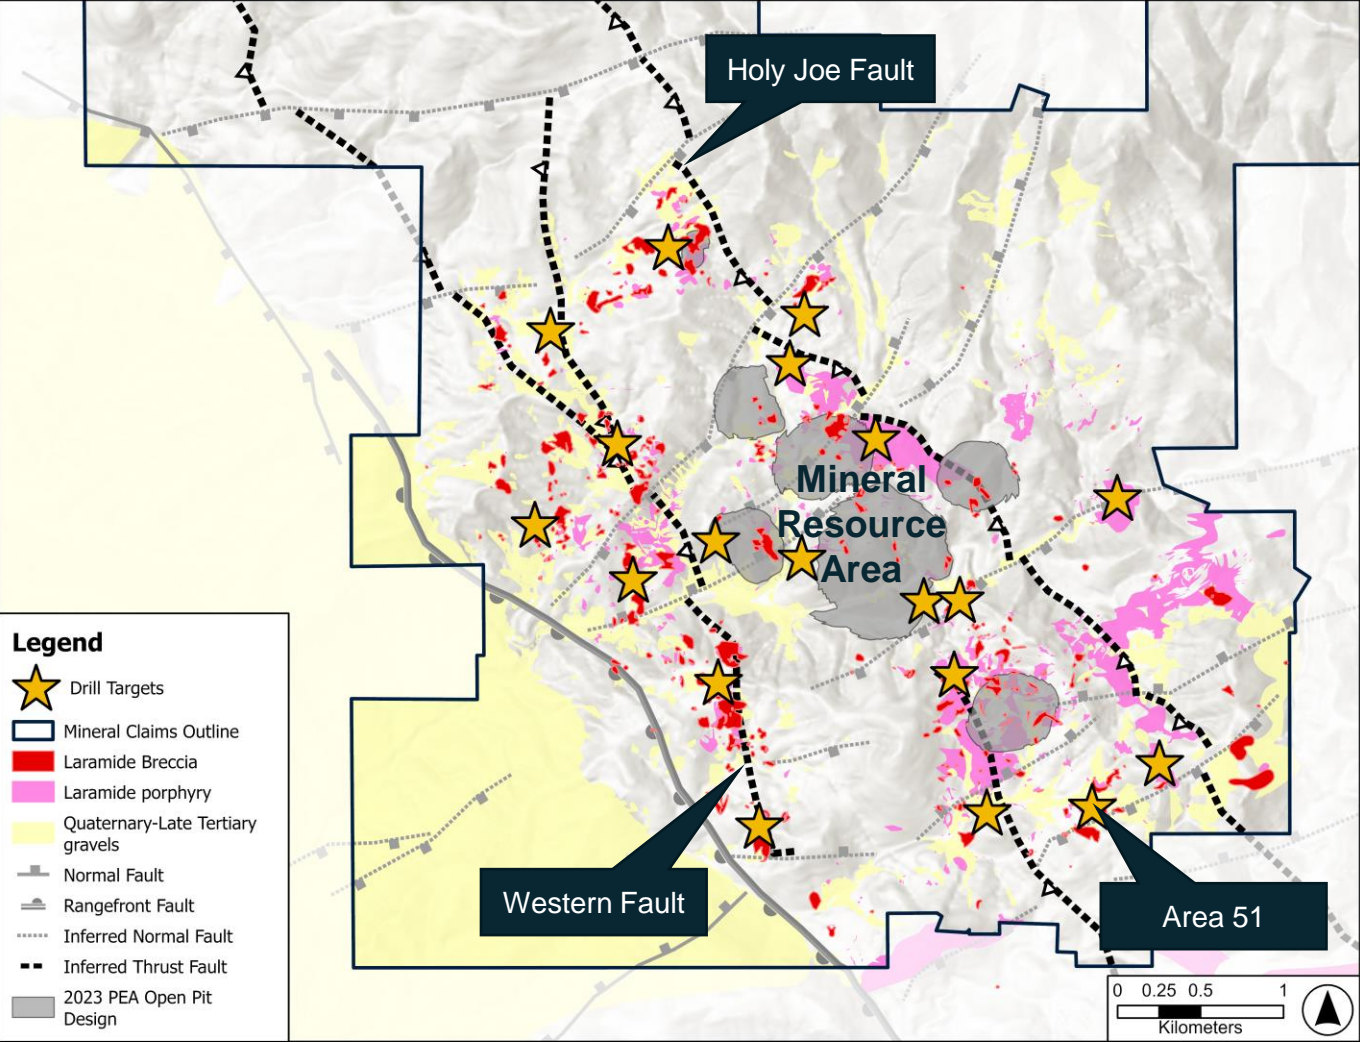 Holy Joe Fault
Mineral
Resource
Area
Legend
Drill Targets
Mineral Claims Outline
Laramide Breccia
Laramide porphyry
Quaternary-Late Tertiary
gravels
Normal Fault
Rangefront Fault
Inferred Normal Fault
Inferred Thrust Fault
2023 PEA Open Pit
Design
Western Fault
Area 51
0 0.25 0.5 1
Kilometers